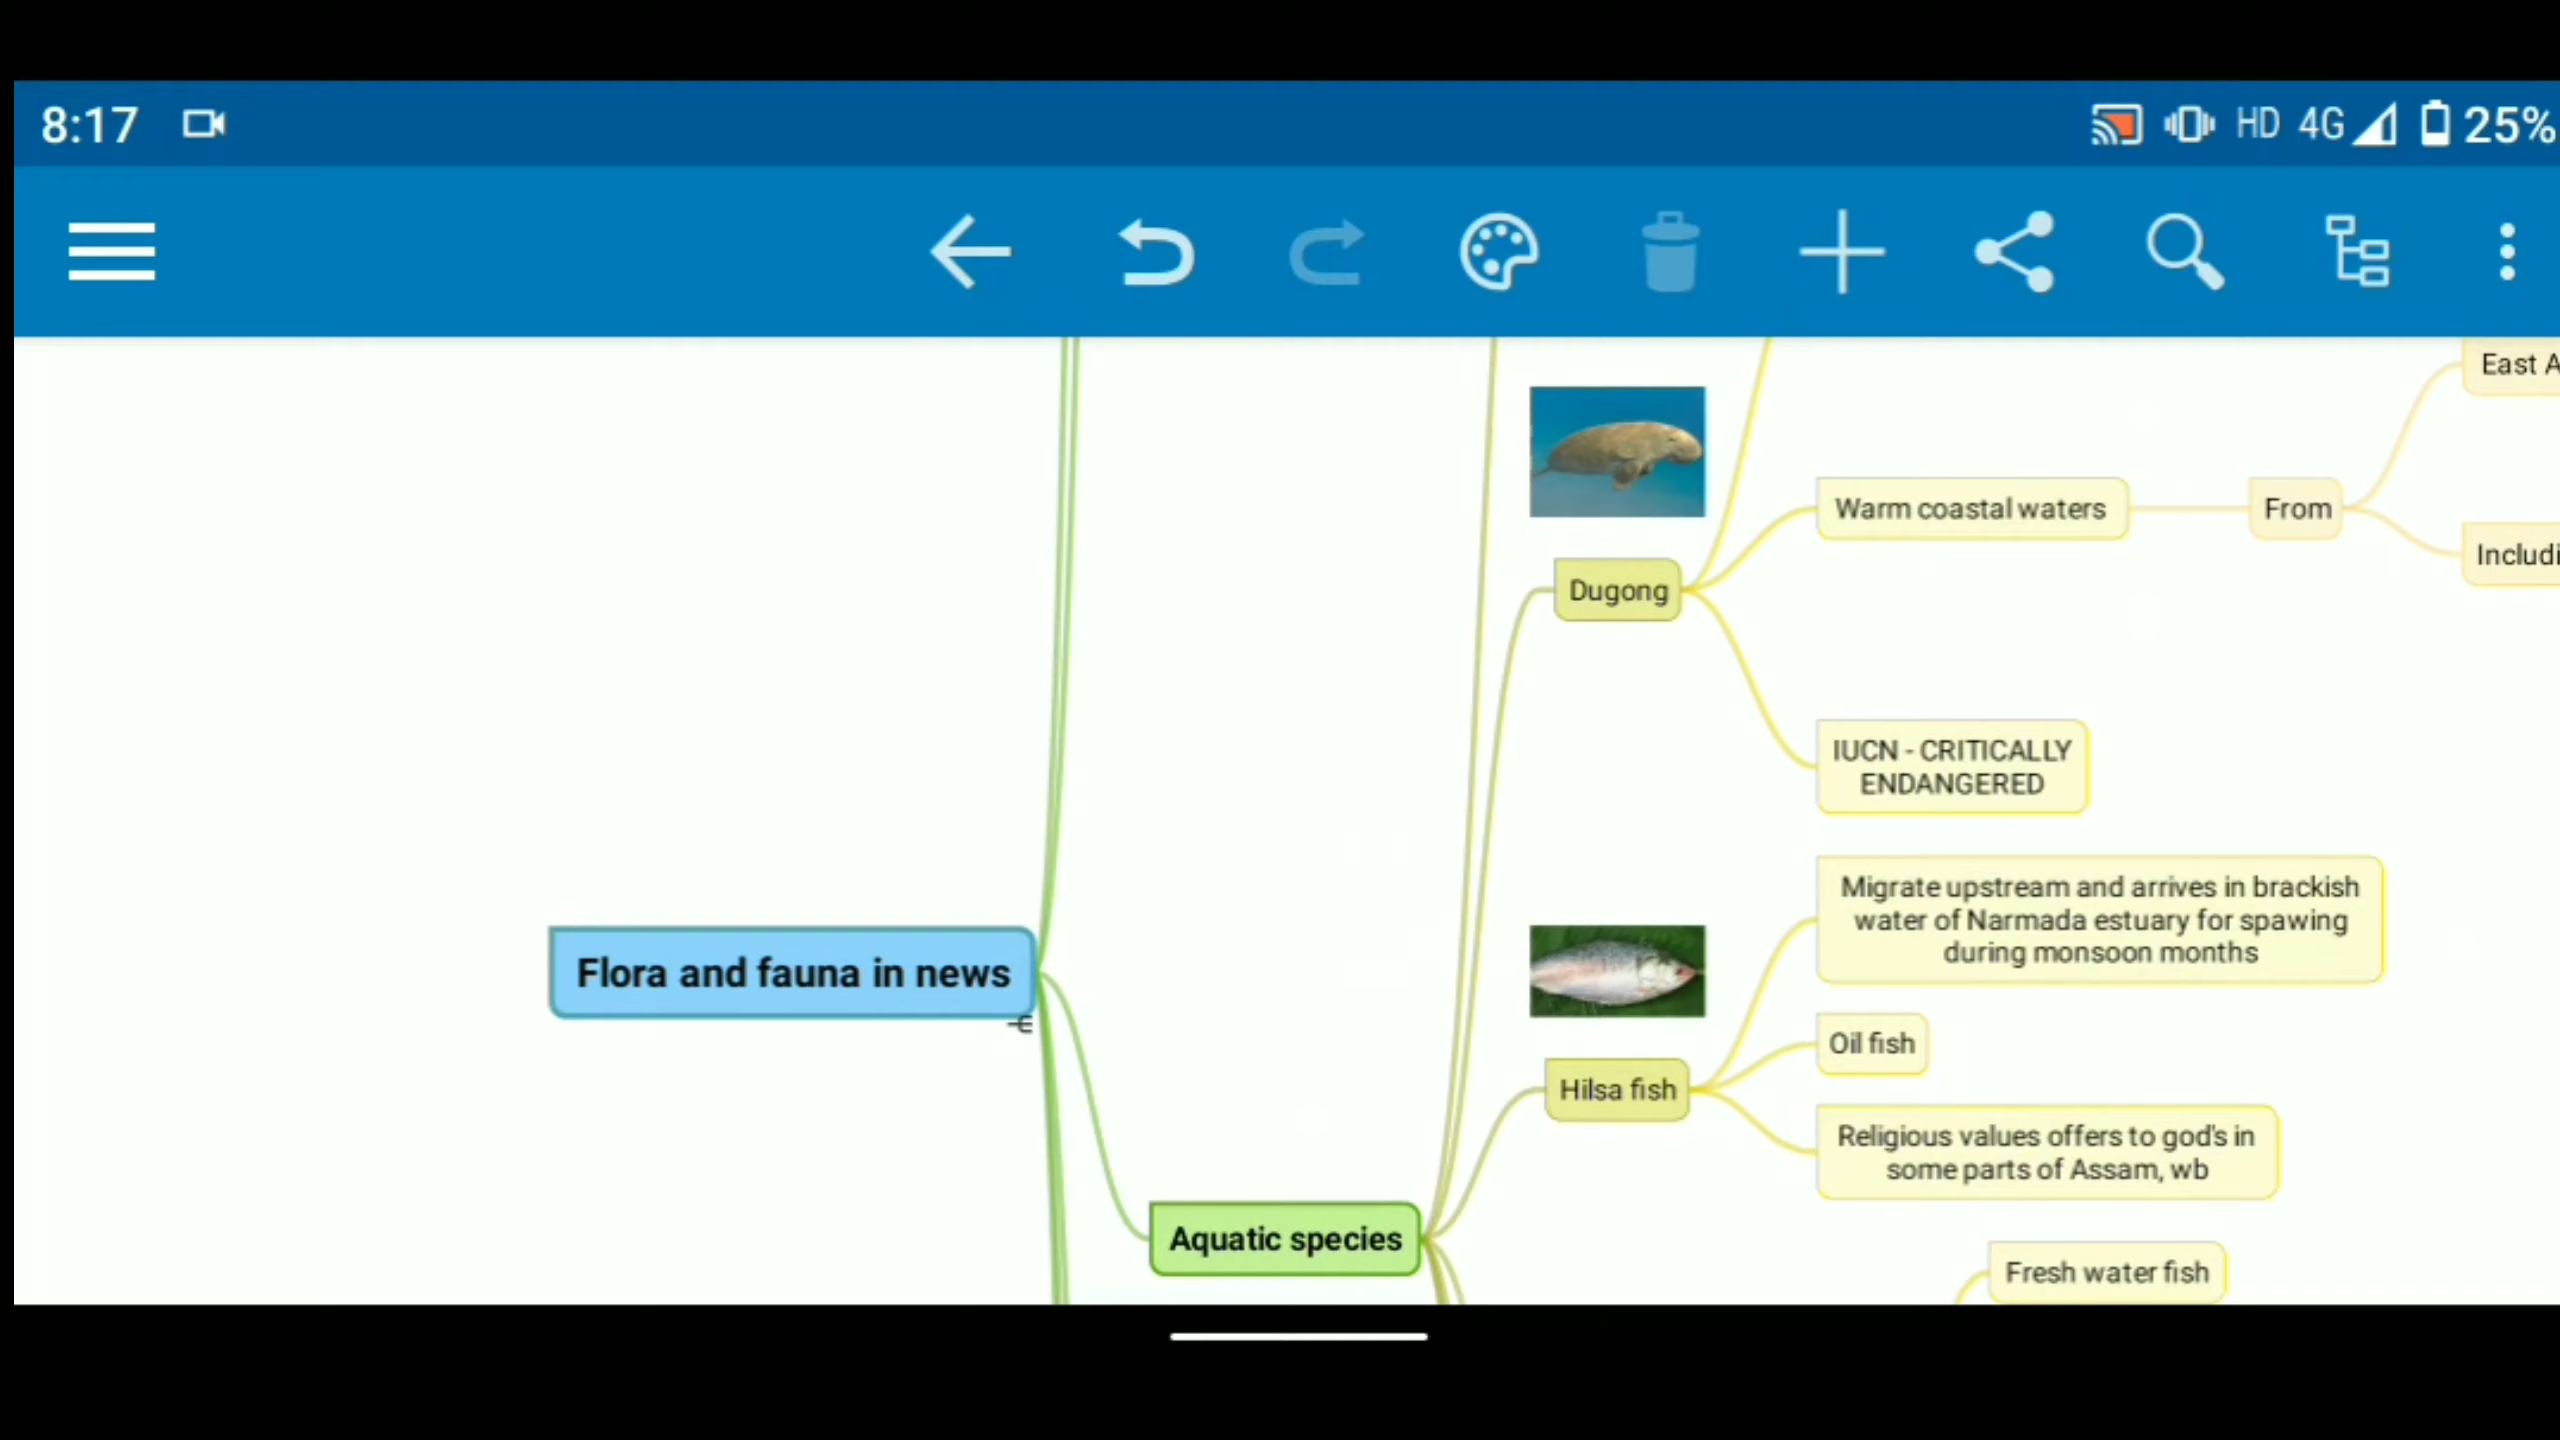 8:17
HD 4G 25%
East A
Warm coastal waters
From
Includi
Dugong
IUCN - CRITICALLY
ENDANGERED
Migrate upstream and arrives in brackish
water of Narmada estuary for spawing
during monsoon months
Flora and fauna in news
Oil fish
Hilsa fish
Religious values offers to god's in
some parts of Assam, wb
Aquatic species
Fresh water fish